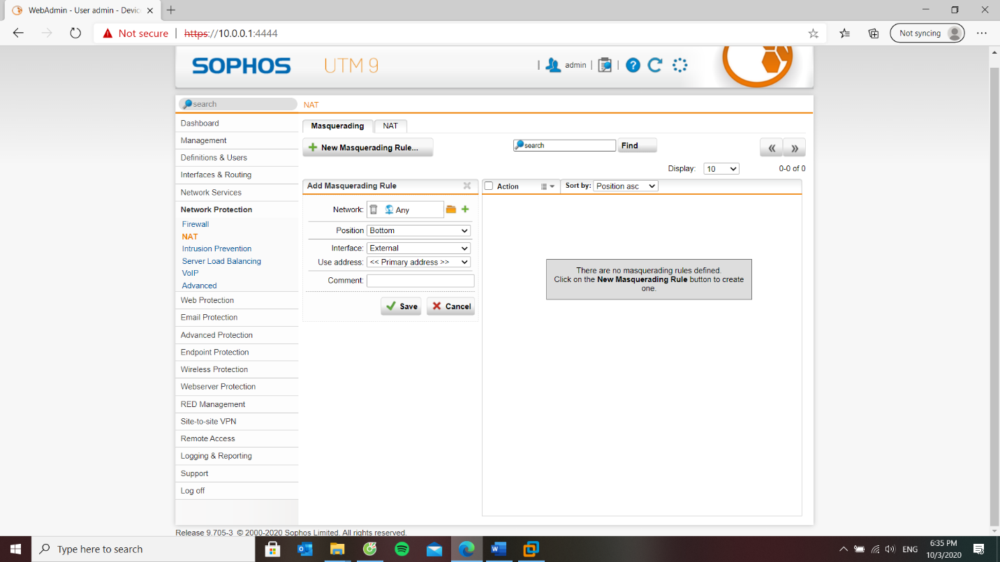 WebAdmin - User admin - Devic
Not syncing
Not secure | https://10.0.0.1:4444
SOPHOS UTM 9
| admin | |
search
NAT
Dashboard
Management
Definitions & Users
Interfaces & Routing
Network Services
Network Protection
Firewall
NAT
Intrusion Prevention
Server Load Balancing
VoIP
Advanced
Web Protection
Email Protection
Advanced Protection
Endpoint Protection
Wireless Protection
Webserver Protection
RED Management
Site-to-site VPN
Remote Access
Logging & Reporting
Support
Log off
Masquerading NAT
New Masquerading Rule...
search Find
Display: 10 0-0 of 0
Add Masquerading Rule
Network: Any
Position Bottom
Interface: External
Use address: << Primary address >>
Comment:
Save Cancel
Action Sort by: Position asc
There are no masquerading rules defined.
Click on the New Masquerading Rule button to create
one.
Release 9.705-3 © 2000-2020 Sophos Limited. All rights reserved.
Type here to search
ENG
6:35 PM
10/3/2020